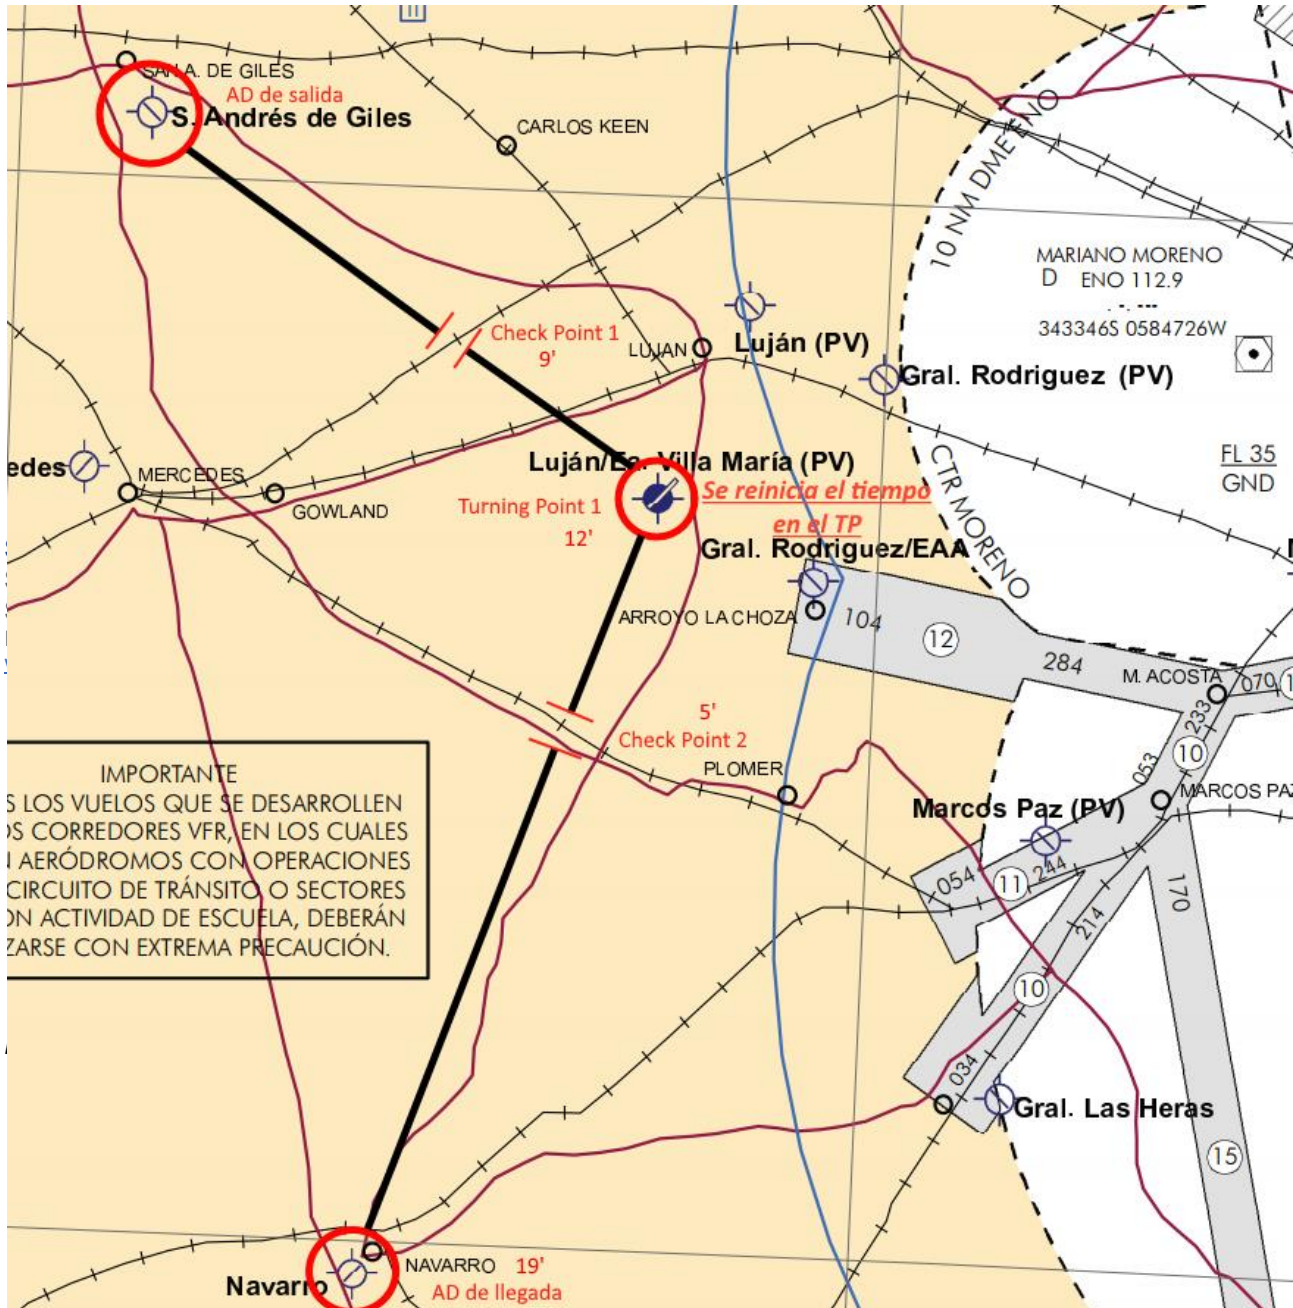 SAN A. DE GILES
AD de salida
S. Andrés de Giles
CARLOS KEEN
10 NM DME ENO
MARIANO MORENO
D ENO 112.9
. -. ---
343346S 0584726W
Check Point 1
9'
LUJAN
Luján (PV)
Gral. Rodriguez (PV)
FL 35
GND
CTR MORENO
edes
MERCEDES
GOWLAND
Luján/Ea. Villa María (PV)
Turning Point 1
12'
Se reinicia el tiempo
en el TP
Gral. Rodriguez/EAA
ARROYO LA CHOZA
104
12
284
M. ACOSTA
070
233
10
053
MARCOS PAZ
5'
Check Point 2
PLOMER
Marcos Paz (PV)
054
11
244
170
214
10
034
Gral. Las Heras
15
IMPORTANTE
S LOS VUELOS QUE SE DESARROLLEN
OS CORREDORES VFR, EN LOS CUALES
N AERÓDROMOS CON OPERACIONES
CIRCUITO DE TRÁNSITO O SECTORES
ON ACTIVIDAD DE ESCUELA, DEBERÁN
ZARSE CON EXTREMA PRECAUCIÓN.
NAVARRO
19'
Navarro
AD de llegada